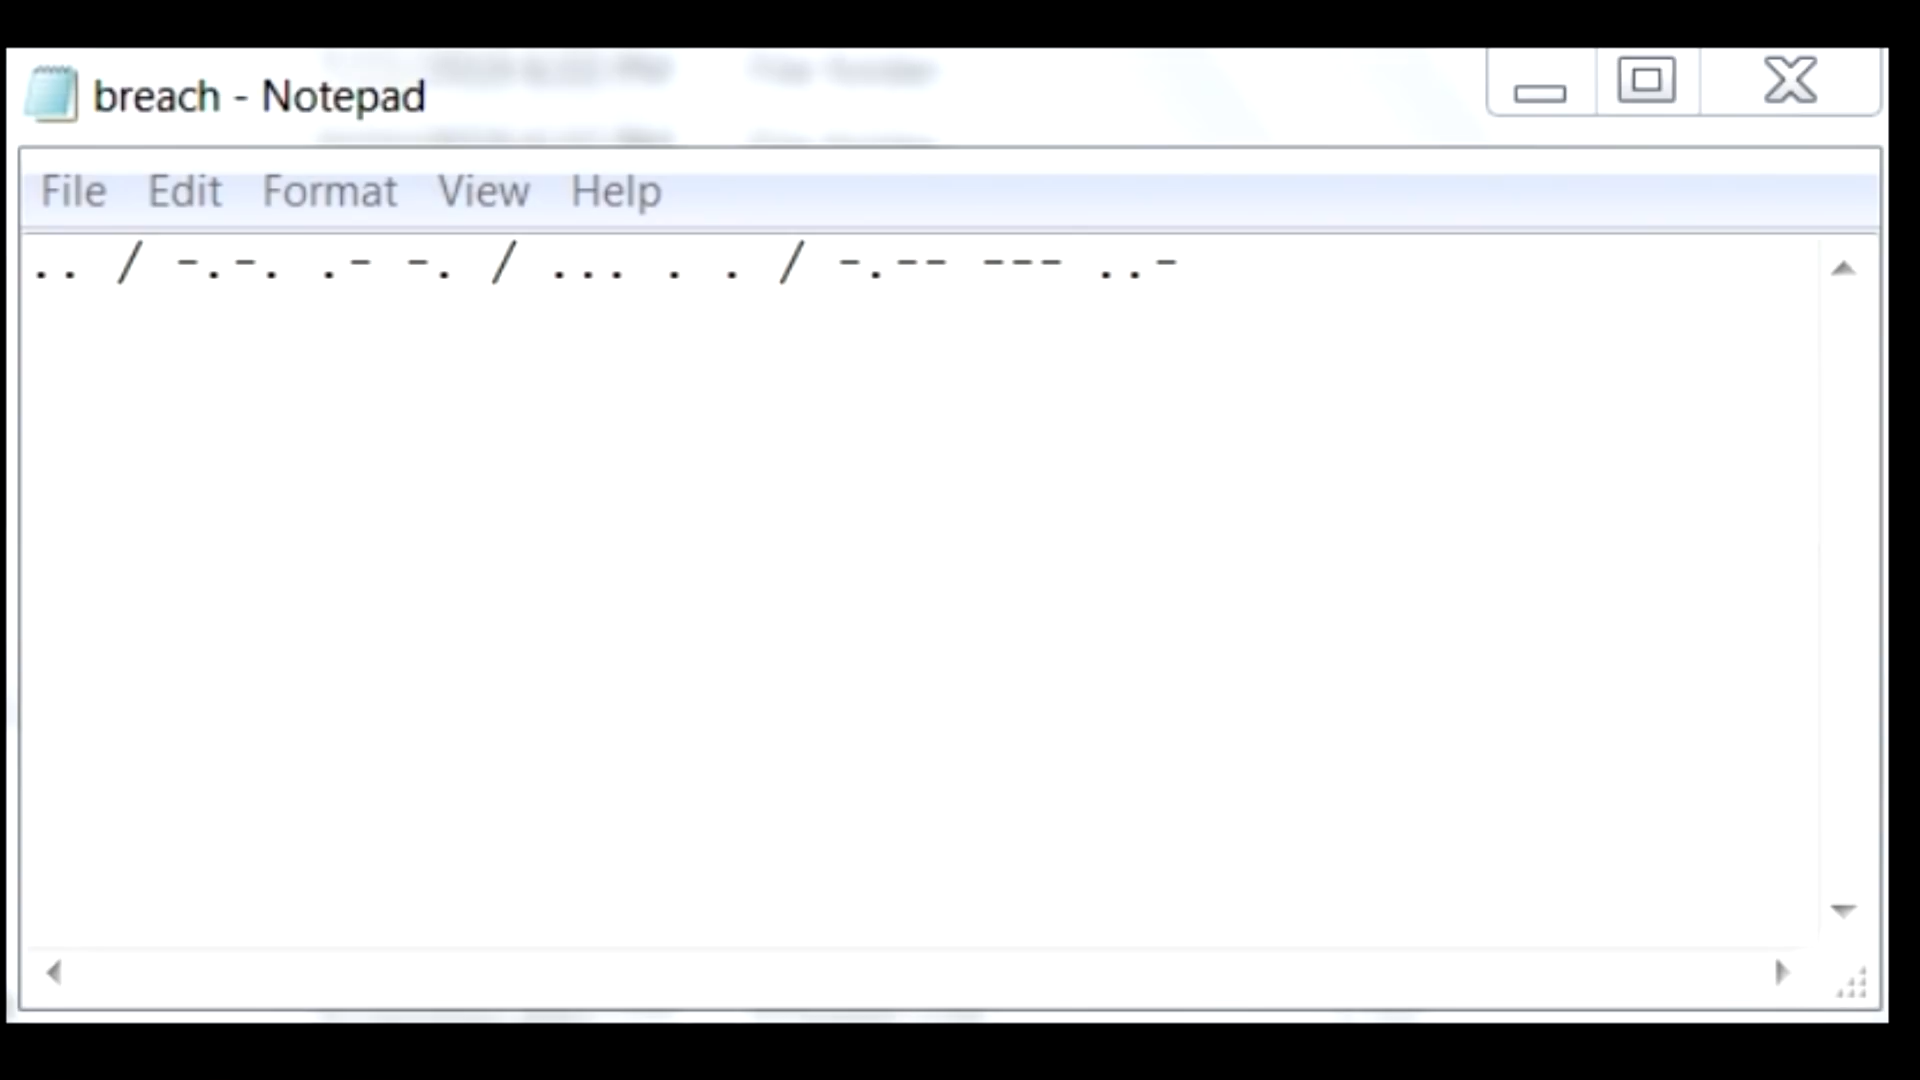 breach - Notepad
File Edit Format View Help
.. / -.-. .- -. / ... . . / -.-- --- ..-